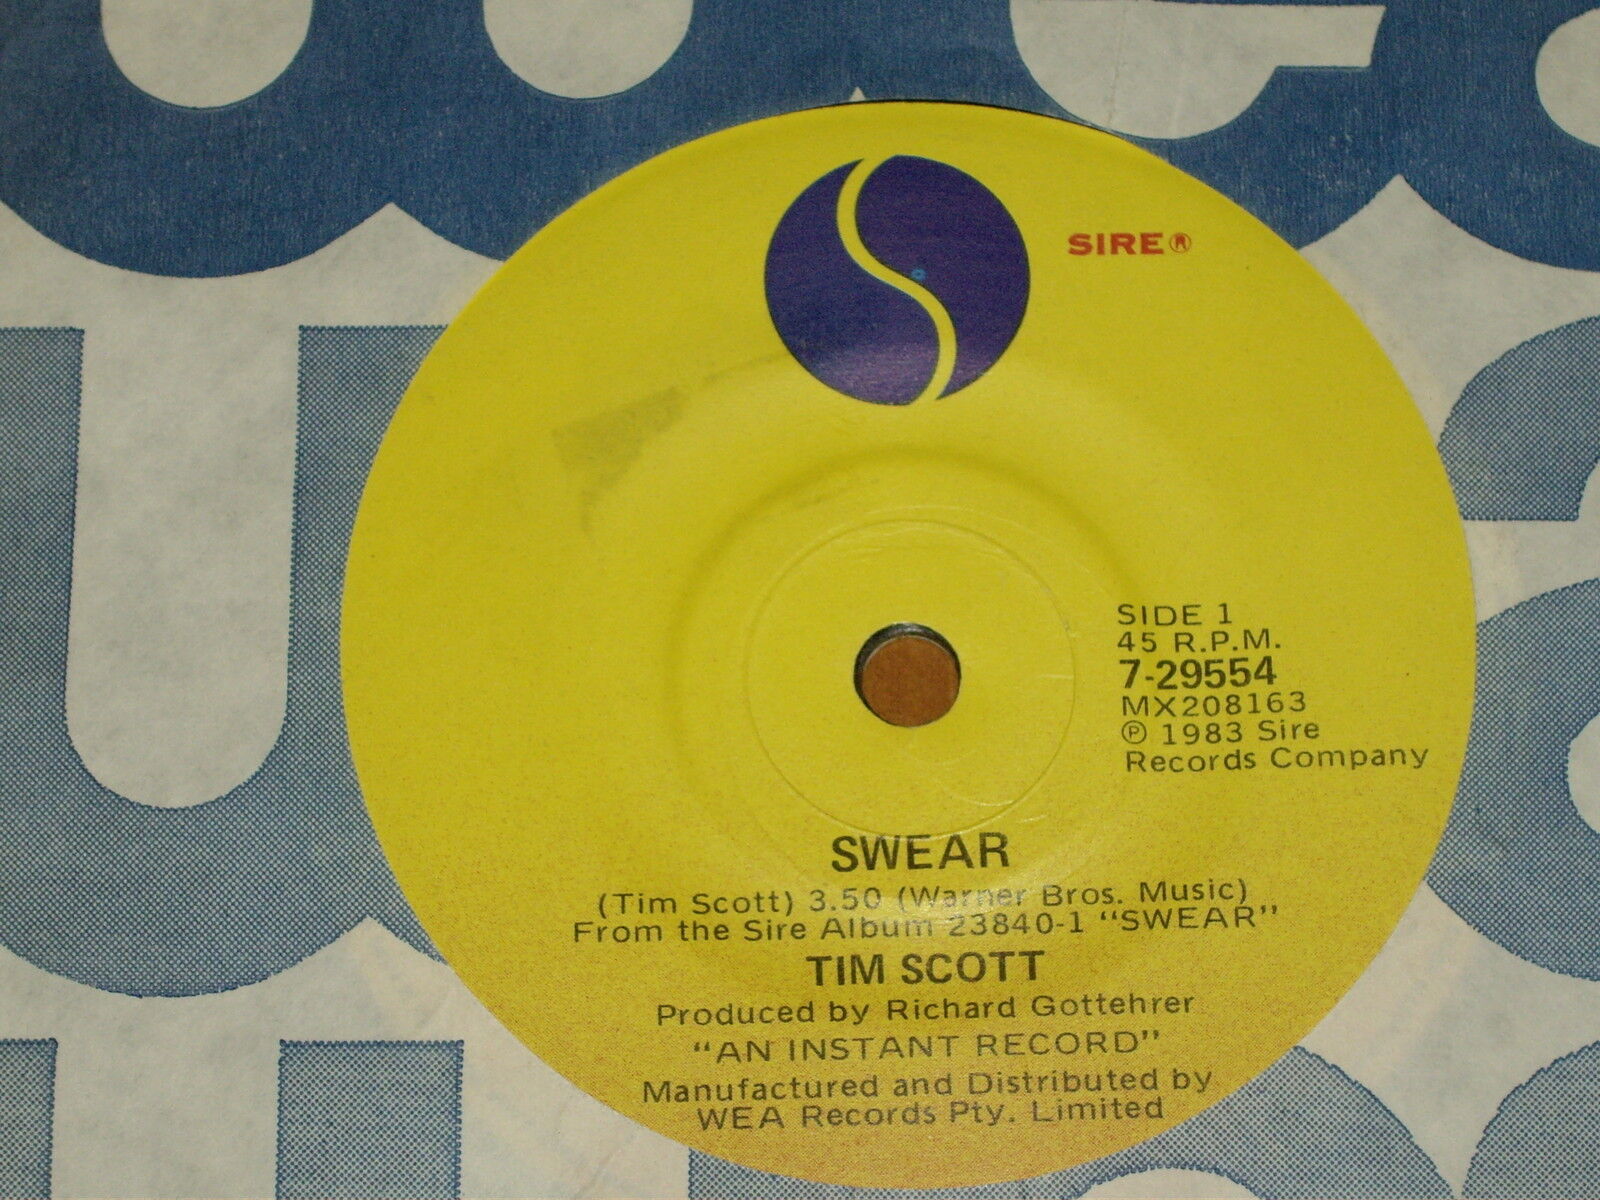 SIRE®
SIDE 1
45 R.P.M.
7-29554
MX208163
℗ 1983 Sire
Records Company
SWEAR
(Tim Scott) 3.50 (Warner Bros. Music)
From the Sire Album 23840-1 "SWEAR"
TIM SCOTT
Produced by Richard Gottehrer
"AN INSTANT RECORD"
Manufactured and Distributed by
WEA Records Pty. Limited